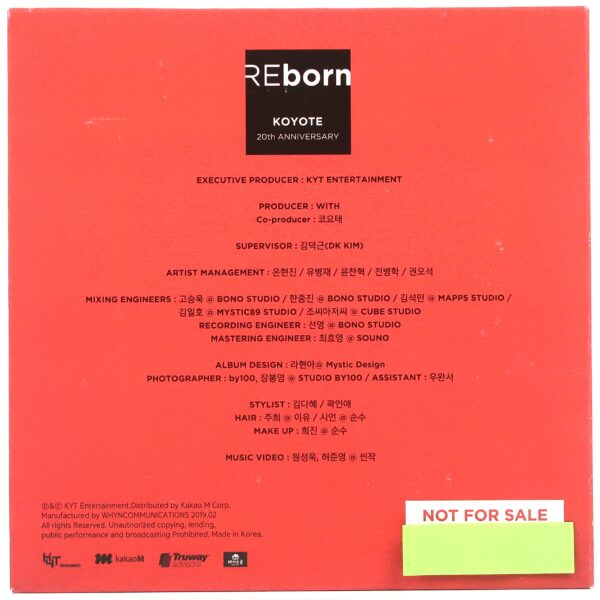 REborn
KOYOTE
20th ANNIVERSARY
EXECUTIVE PRODUCER : KYT ENTERTAINMENT
PRODUCER : WITH
Co-producer : 코요태
SUPERVISOR : 김덕근(DK KIM)
ARTIST MANAGEMENT : 온현진 / 유병재 / 윤찬혁 / 전병학 / 권오석
MIXING ENGINEERS : 고승욱 @ BONO STUDIO / 한종진 @ BONO STUDIO / 김석민 @ MAPPS STUDIO /
김일호 @ MYSTIC89 STUDIO / 조씨아저씨 @ CUBE STUDIO
RECORDING ENGINEER : 선영 @ BONO STUDIO
MASTERING ENGINEER : 최효영 @ SOUNO
ALBUM DESIGN : 라현아@ Mystic Design
PHOTOGRAPHER : by100, 장봉영 @ STUDIO BY100 / ASSISTANT : 우완서
STYLIST : 김다혜 / 곽인애
HAIR : 주희 @ 이유 / 시언 @ 순수
MAKE UP : 희진 @ 순수
MUSIC VIDEO : 원성욱, 허준영 @ 썬작
℗&© KYT Entertainment.Distributed by Kakao M Corp.
Manufactured by WHYNCOMMUNICATIONS 2019.02
All rights Reserved. Unautnorized copying, lending,
public performance and broadcasting Prohibited. Made in Korea.
KYT ENTERTAINMENT kakaoM Truway advisors
NOT FOR SALE